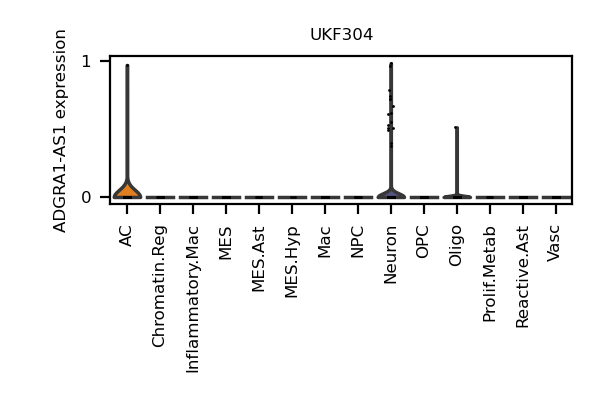 UKF304
ADGRA1-AS1 expression
1
0
AC
Chromatin.Reg
Inflammatory.Mac
MES
MES.Ast
MES.Hyp
Mac
NPC
Neuron
OPC
Oligo
Prolif.Metab
Reactive.Ast
Vasc